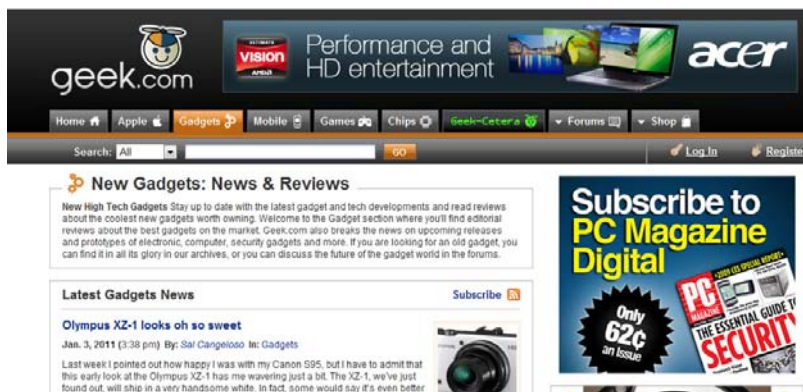 geek.com
ULTIMATE
VISION
AMD
Performance and
HD entertainment
acer
Home Apple Gadgets Mobile Games Chips Geek-Cetera Forums Shop
Search: All GO Log In Registe
New Gadgets: News & Reviews
New High Tech Gadgets Stay up to date with the latest gadget and tech developments and read reviews
about the coolest new gadgets worth owning. Welcome to the Gadget section where you'll find editorial
reviews about the best gadgets on the market. Geek.com also breaks the news on upcoming releases
and prototypes of electronic, computer, security gadgets and more. If you are looking for an old gadget, you
can find it in all its glory in our archives, or you can discuss the future of the gadget world in the forums.
Latest Gadgets News Subscribe
Olympus XZ-1 looks oh so sweet
Jan. 3, 2011 (3:38 pm) By: Sal Cangeloso In: Gadgets
Last week I pointed out how happy I was with my Canon S95, but I have to admit that
this early look at the Olympus XZ-1 has me wavering just a bit. The XZ-1, we've just
found out, will ship in a very handsome white. In fact, some would say it's even better
Subscribe to
PC Magazine
Digital
Only
62¢
an Issue
2009 CES SPECIAL REPORT
PC
MAGAZINE
THE ESSENTIAL GUIDE TO
SECURIT